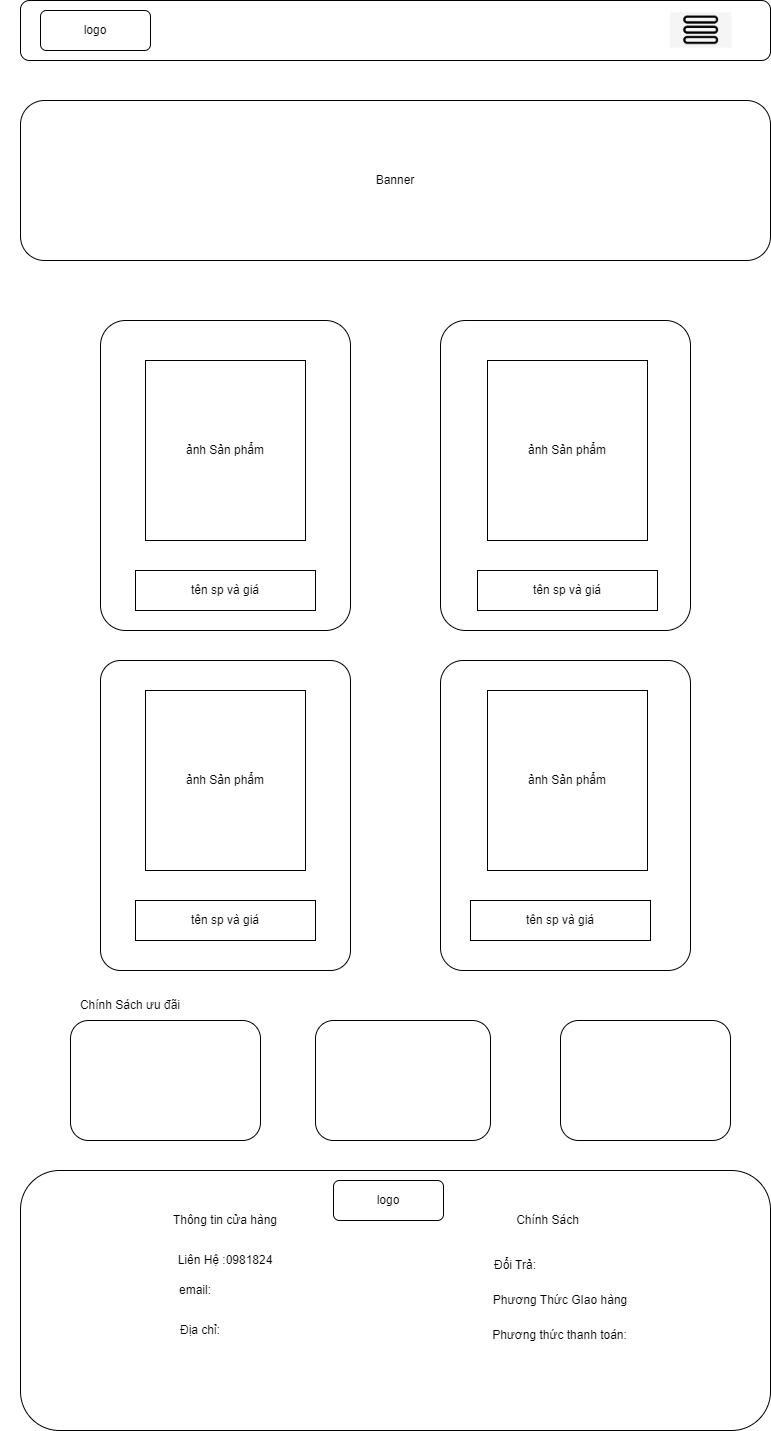 logo
Banner
ảnh Sản phẩm
ảnh Sản phẩm
tên sp và giá
tên sp và giá
ảnh Sản phẩm
ảnh Sản phẩm
tên sp và giá
tên sp và giá
Chính Sách ưu đãi
logo
Thông tin cửa hàng
Liên Hệ :0981824
email:
Địa chỉ:
Chính Sách
Đổi Trả:
Phương Thức GIao hàng
Phương thức thanh toán: